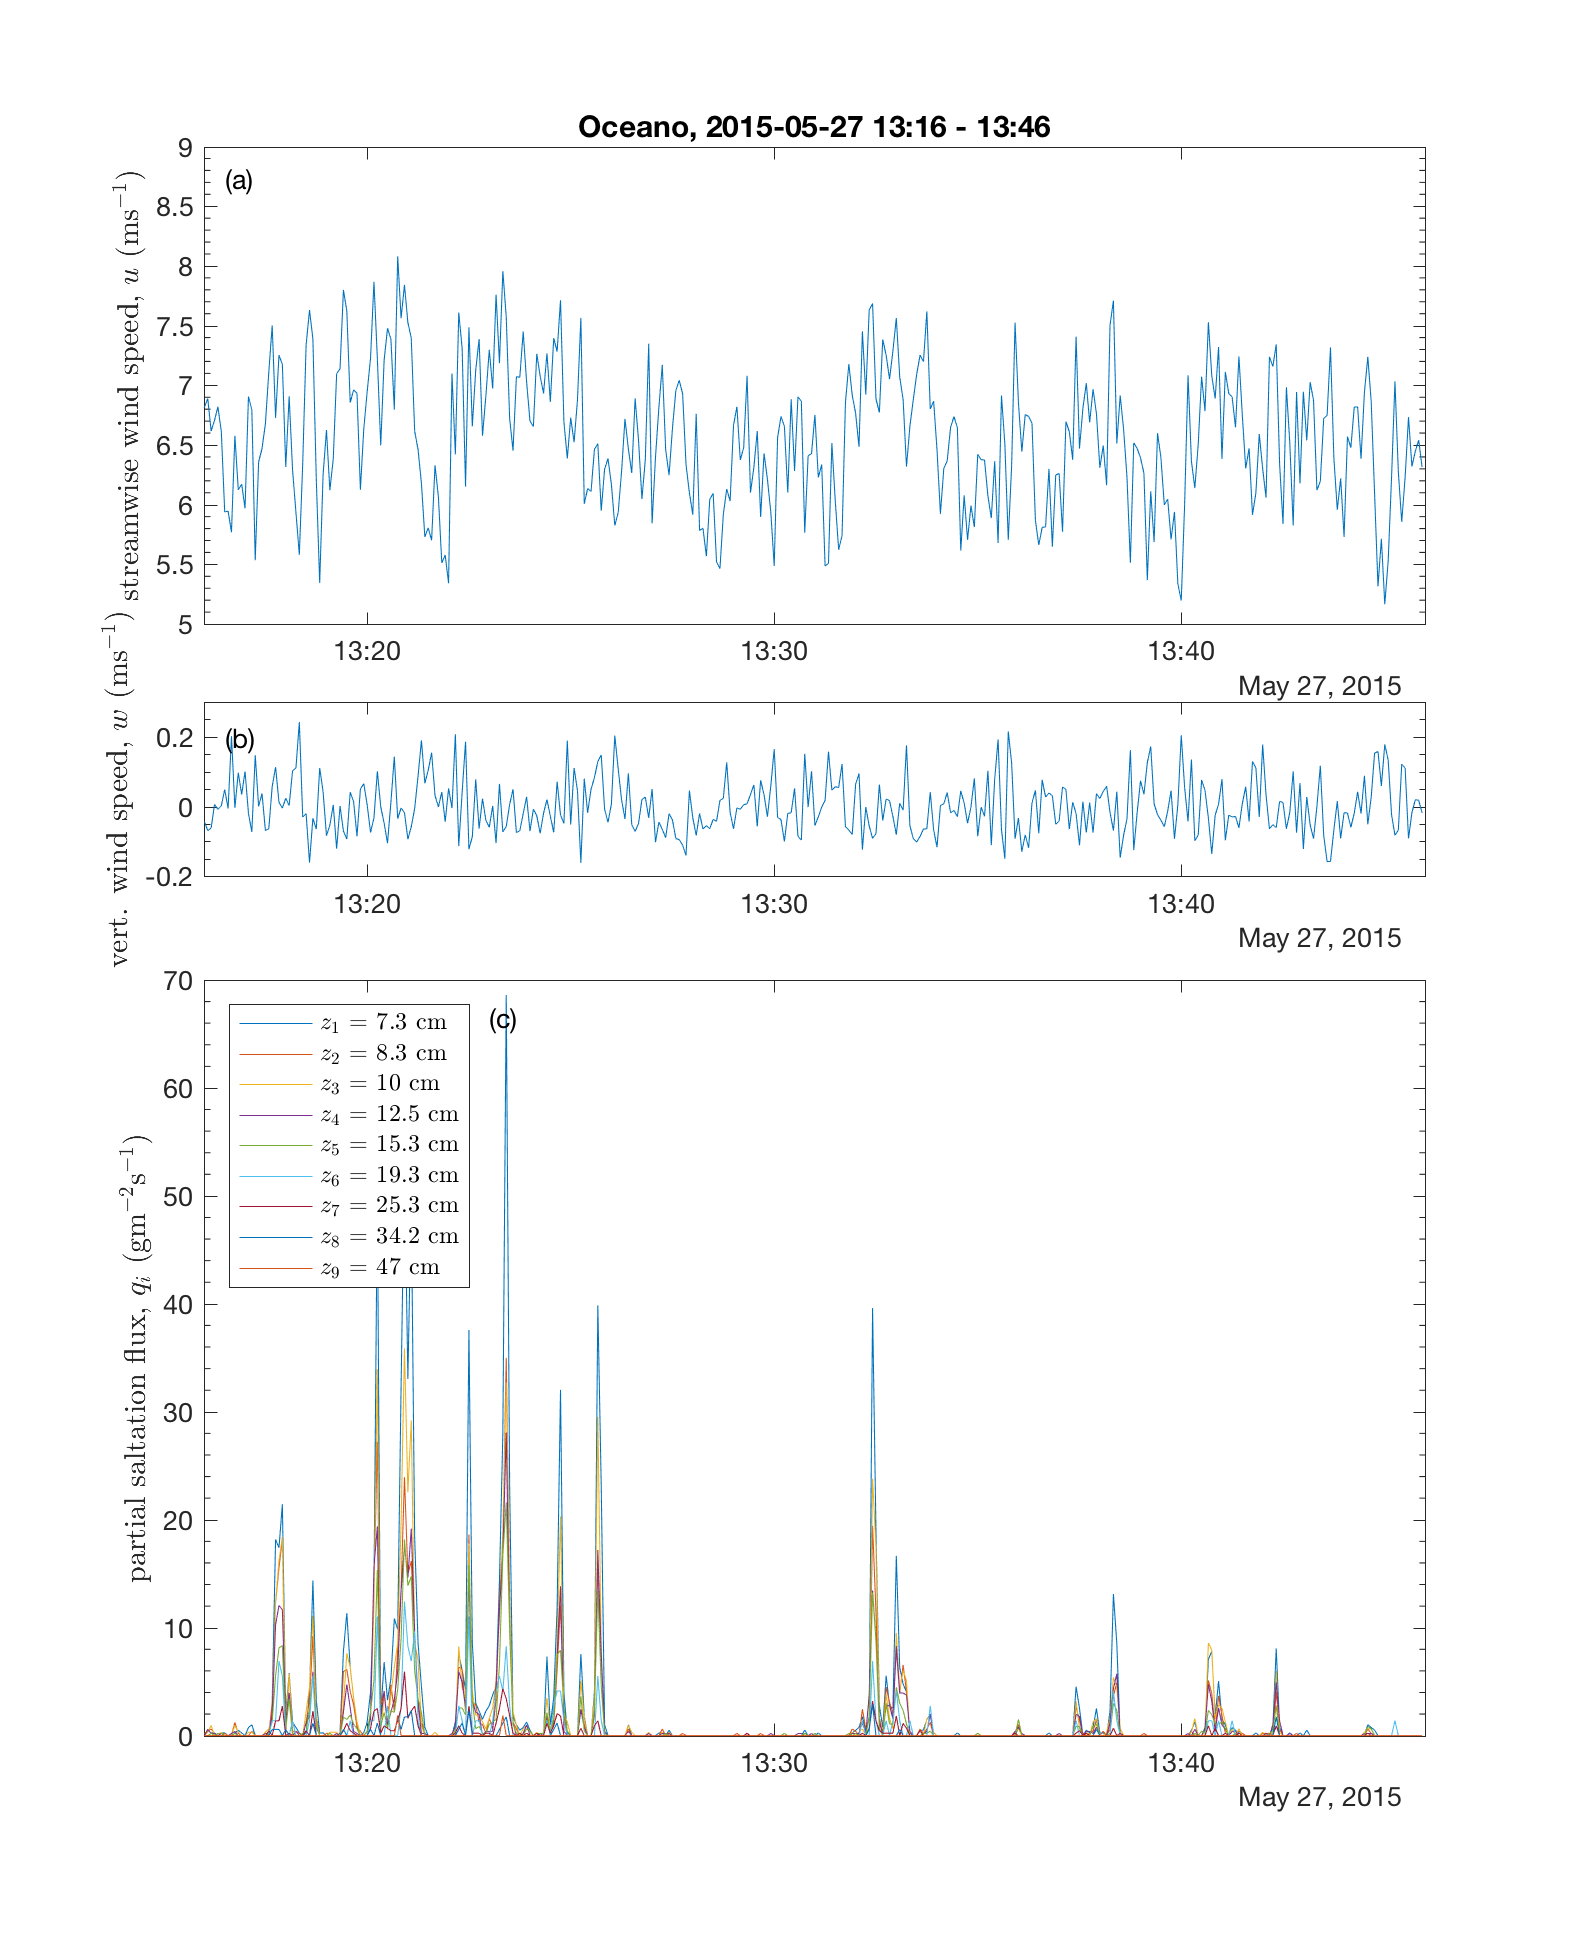 Oceano, 2015-05-27 13:16 - 13:46
(a)
streamwise wind speed, u (ms⁻¹)
9
8.5
8
7.5
7
6.5
6
5.5
5
13:20 13:30 13:40
May 27, 2015
(b)
vert. wind speed, w (ms⁻¹)
0.2
0
-0.2
13:20 13:30 13:40
May 27, 2015
(c)
partial saltation flux, qᵢ (gm⁻²s⁻¹)
70
60
50
40
30
20
10
0
z₁ = 7.3 cm
z₂ = 8.3 cm
z₃ = 10 cm
z₄ = 12.5 cm
z₅ = 15.3 cm
z₆ = 19.3 cm
z₇ = 25.3 cm
z₈ = 34.2 cm
z₉ = 47 cm
13:20 13:30 13:40
May 27, 2015